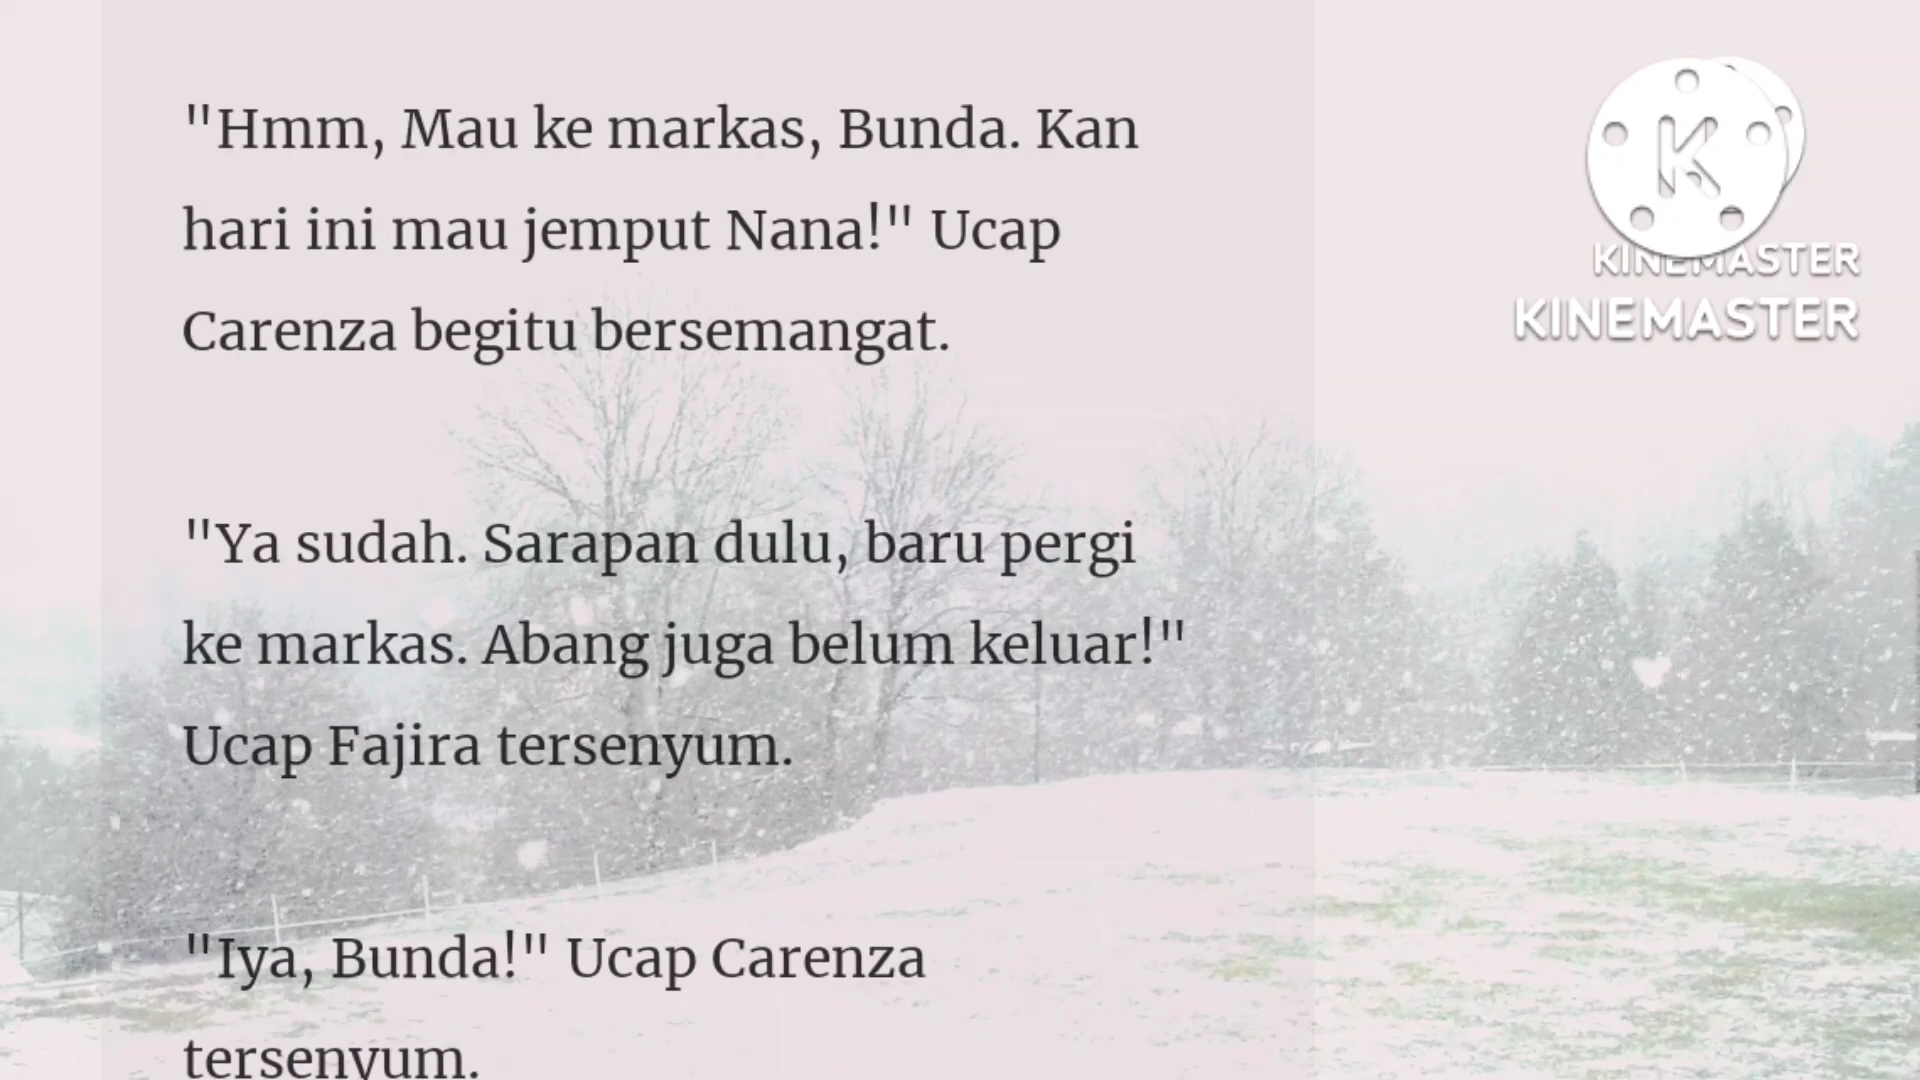 "Hmm, Mau ke markas, Bunda. Kan
hari ini mau jemput Nana!" Ucap
Carenza begitu bersemangat.
"Ya sudah. Sarapan dulu, baru pergi
ke markas. Abang juga belum keluar!"
Ucap Fajira tersenyum.
"Iya, Bunda!" Ucap Carenza
tersenyum.
K
KINEMASTER
KINEMASTER